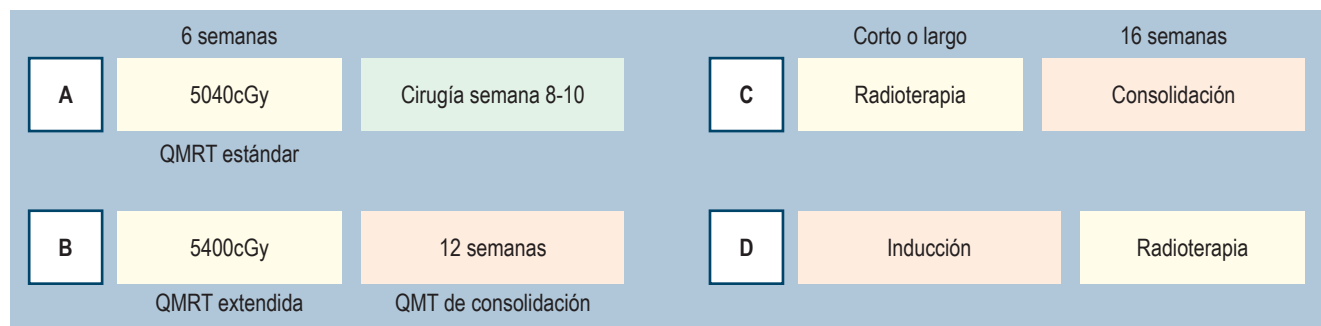 6 semanas
A
5040cGy
Cirugía semana 8-10
QMRT estándar
B
5400cGy
12 semanas
QMRT extendida
QMT de consolidación
Corto o largo
16 semanas
C
Radioterapia
Consolidación
D
Inducción
Radioterapia